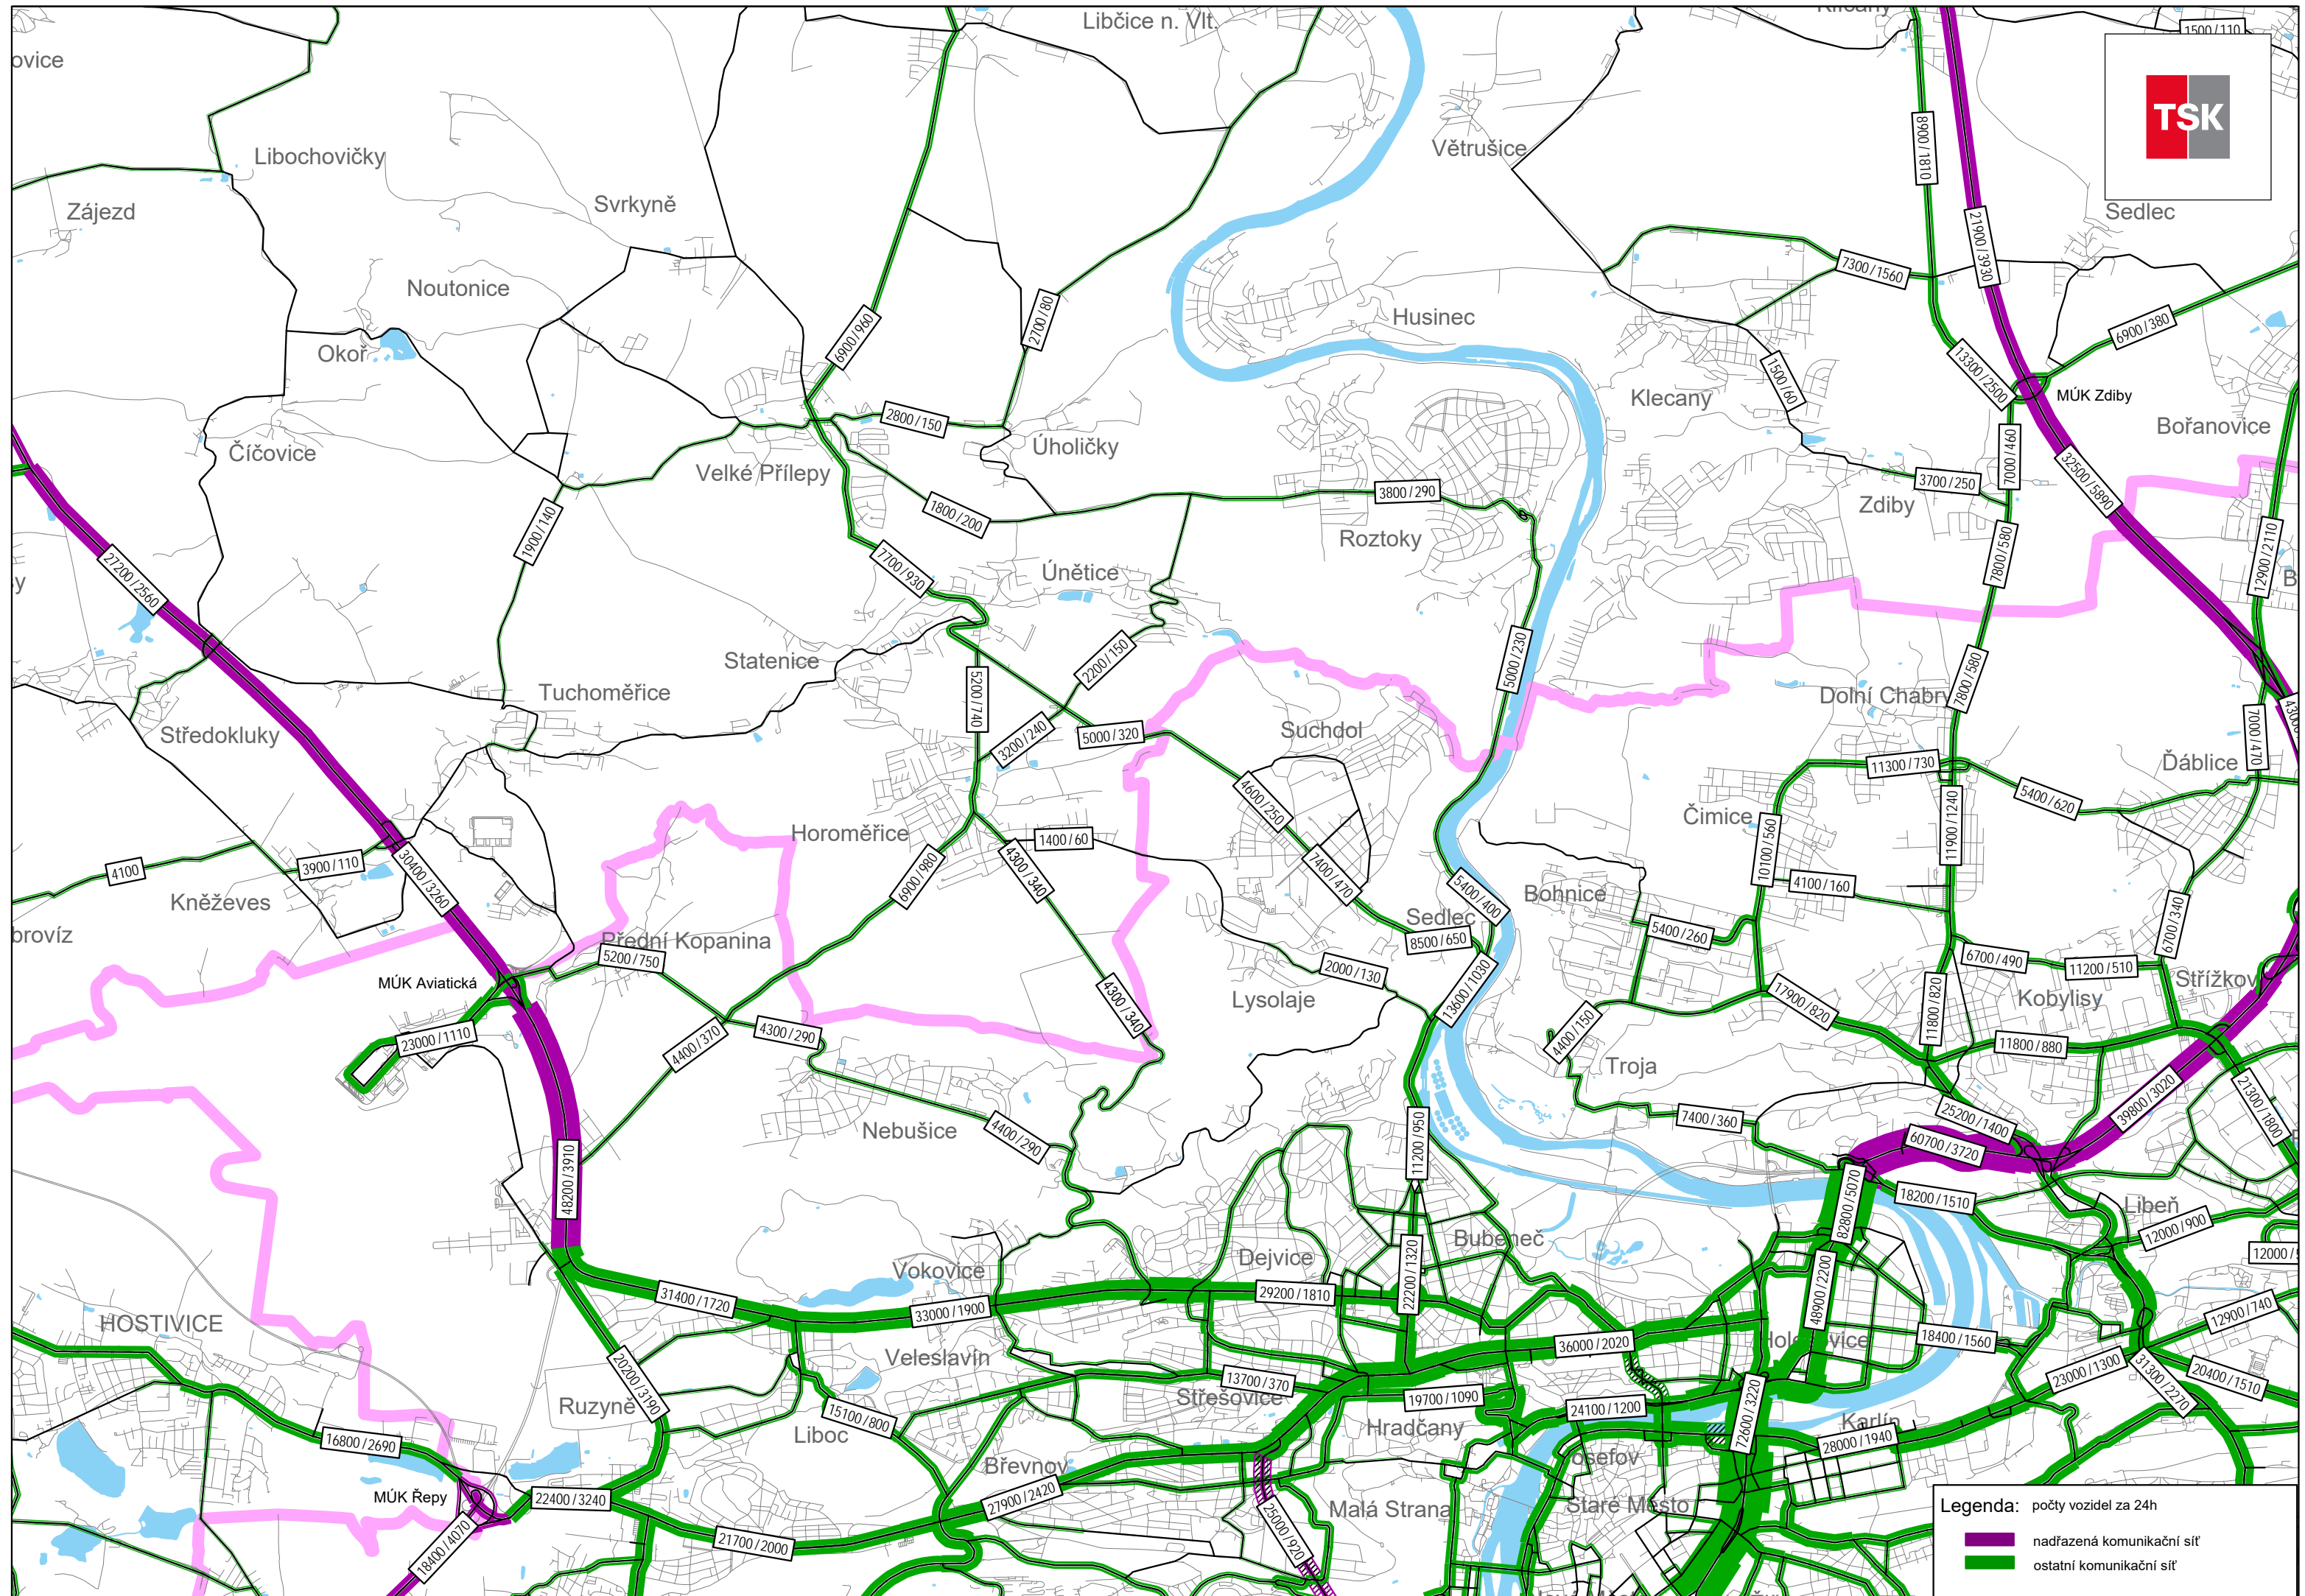 Libčice n. Vlt.
1500/110
ovice
TSK
8900/1810
Větrušice
Libochovičky
Svrkyně
Zájezd
Sedlec
21900/3930
7300/1560
Noutonice
Husinec
6900/960
2700/80
6900/380
Okoř
13300/2500
1500/60
MÚK Zdiby
Klecany
2800/150
Bořanovice
Číčovice
Úholičky
Velké Přílepy
7000/460
32500/5890
3700/250
3800/290
Zdiby
1800/200
1900/140
Roztoky
12900/2110
7800/580
7700/930
Únětice
27200/2560
5000/230
Statenice
2200/150
7800/580
Tuchoměřice
5200/740
Dolní Chabry
Středokluky
3200/240
5000/320
Suchdol
7000/470
Ďáblice
11300/730
5400/620
4600/250
Čimice
11900/1240
Horoměřice
1400/60
10100/560
4100
3900/110
30400/3260
6900/980
4300/340
7400/470
4100/160
Kněževes
5400/400
Bohnice
Sedlec
6700/340
brovíz
Přední Kopanina
8500/650
5400/260
5200/750
6700/490
11200/510
2000/130
MÚK Aviatická
Střížkov
13600/1030
Lysolaje
4300/340
17900/820
Kobylisy
11800/820
23000/1110
4400/370
4300/290
4400/150
11800/880
Troja
39800/3020
21300/1800
7400/360
25200/1400
Nebušice
4400/290
11200/950
60700/3720
48200/3910
82800/5070
18200/1510
Libeň
12000/900
Bubeneč
Dejvice
22200/1320
Vokovice
48900/2200
31400/1720
33000/1900
29200/1810
12900/740
HOSTIVICE
36000/2020
18400/1560
Veleslavín
20200/3190
13700/370
23000/1300
31300/2270
20400/1510
Střešovice
19700/1090
72600/3220
Ruzyně
15100/800
24100/1200
Liboc
Hradčany
Karlín
16800/2690
28000/1940
Břevnov
osefov
MÚK Řepy
22400/3240
27900/2420
Malá Strana
Staré Město
25000/920
21700/2000
18400/4070
Legenda: počty vozidel za 24h
nadřazená komunikační síť
ostatní komunikační síť